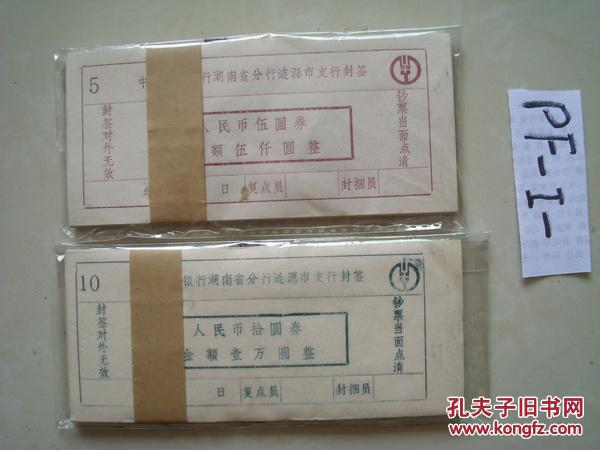 5
中
行湖南省分行涟源市支行封签
封签对外无效
人民币伍圆券
额伍仟圆整
钞票当面点清
日 复点员 封捆员
PF-I-
10
银行湖南省分行涟源市支行封签
封签对外无效
人民币拾圆券
金额壹万圆整
钞票当面点清
日 复点员 封捆员
孔夫子旧书网
www.kongfz.com